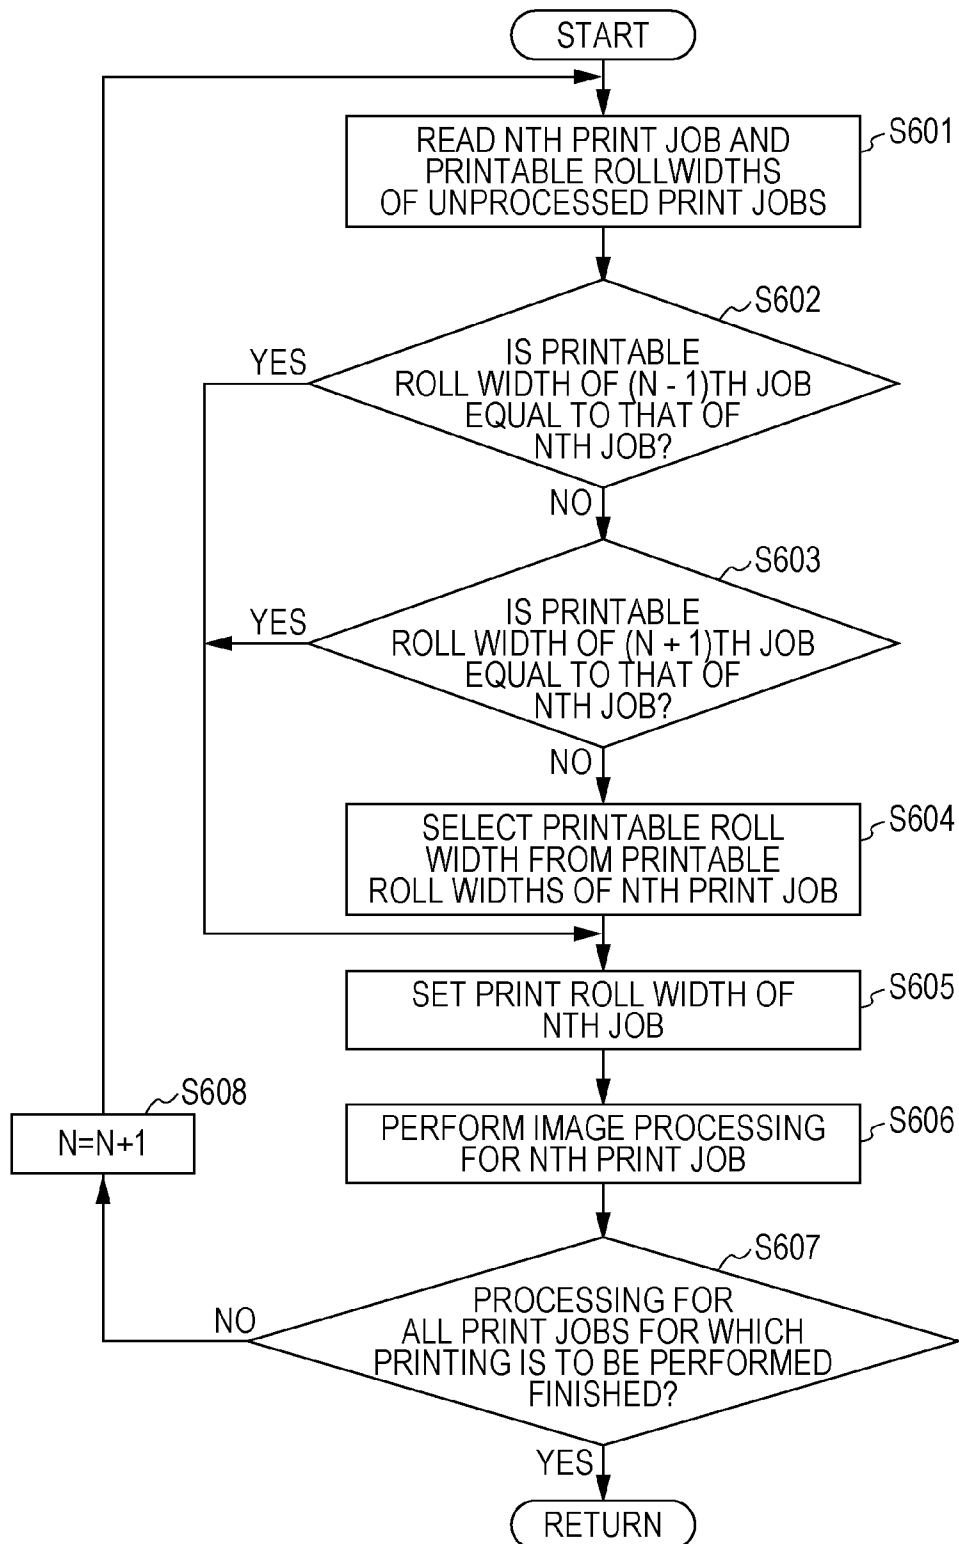 START
READ NTH PRINT JOB AND
PRINTABLE ROLLWIDTHS
OF UNPROCESSED PRINT JOBS
S601
S602
IS PRINTABLE
ROLL WIDTH OF (N - 1)TH JOB
EQUAL TO THAT OF
NTH JOB?
YES
NO
S603
IS PRINTABLE
ROLL WIDTH OF (N + 1)TH JOB
EQUAL TO THAT OF
NTH JOB?
YES
NO
SELECT PRINTABLE ROLL
WIDTH FROM PRINTABLE
ROLL WIDTHS OF NTH PRINT JOB
S604
SET PRINT ROLL WIDTH OF
NTH JOB
S605
S608
N=N+1
PERFORM IMAGE PROCESSING
FOR NTH PRINT JOB
S606
S607
PROCESSING FOR
ALL PRINT JOBS FOR WHICH
PRINTING IS TO BE PERFORMED
FINISHED?
NO
YES
RETURN